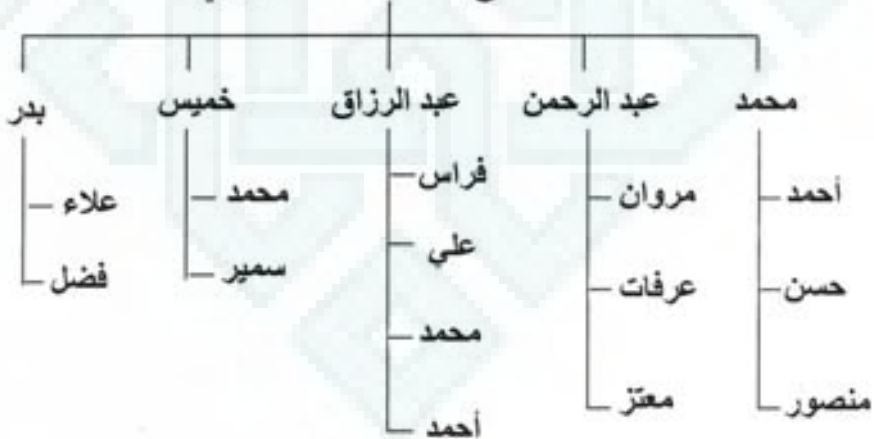 محمد
عبد الرحمن
عبد الرزاق
خميس
بدر
أحمد
حسن
منصور
مروان
عرفات
معتز
فراس
علي
محمد
أحمد
محمد
سمير
علاء
فضل